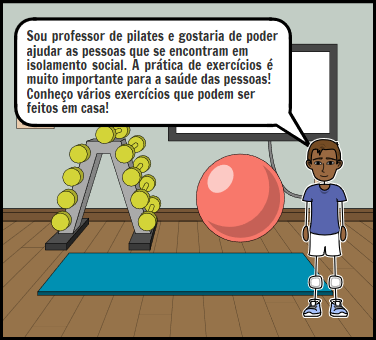 Sou professor de pilates e gostaria de poder
ajudar as pessoas que se encontram em
isolamento social. A prática de exercícios é
muito importante para a saúde das pessoas!
Conheço vários exercícios que podem ser
feitos em casa!